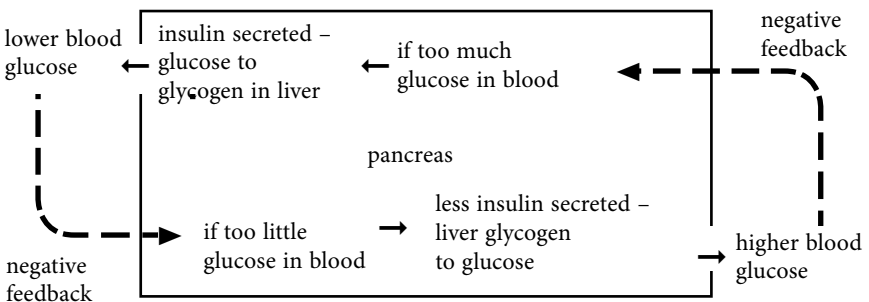 lower blood
glucose
insulin secreted –
glucose to
glycogen in liver
if too much
glucose in blood
negative
feedback
pancreas
negative
feedback
if too little
glucose in blood
less insulin secreted –
liver glycogen
to glucose
higher blood
glucose